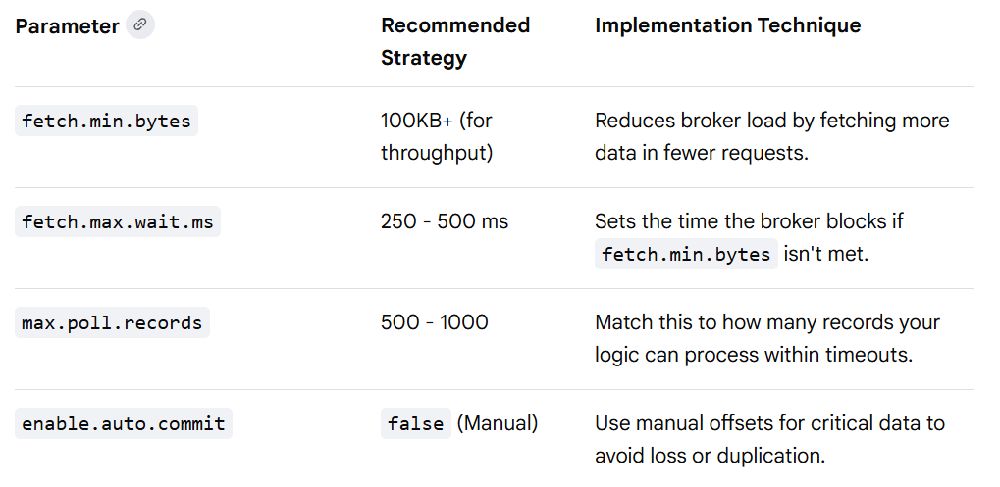 Parameter
Recommended
Strategy
Implementation Technique
fetch.min.bytes
100KB+ (for
throughput)
Reduces broker load by fetching more
data in fewer requests.
fetch.max.wait.ms
250 - 500 ms
Sets the time the broker blocks if
fetch.min.bytes isn't met.
max.poll.records
500 - 1000
Match this to how many records your
logic can process within timeouts.
enable.auto.commit
false (Manual)
Use manual offsets for critical data to
avoid loss or duplication.